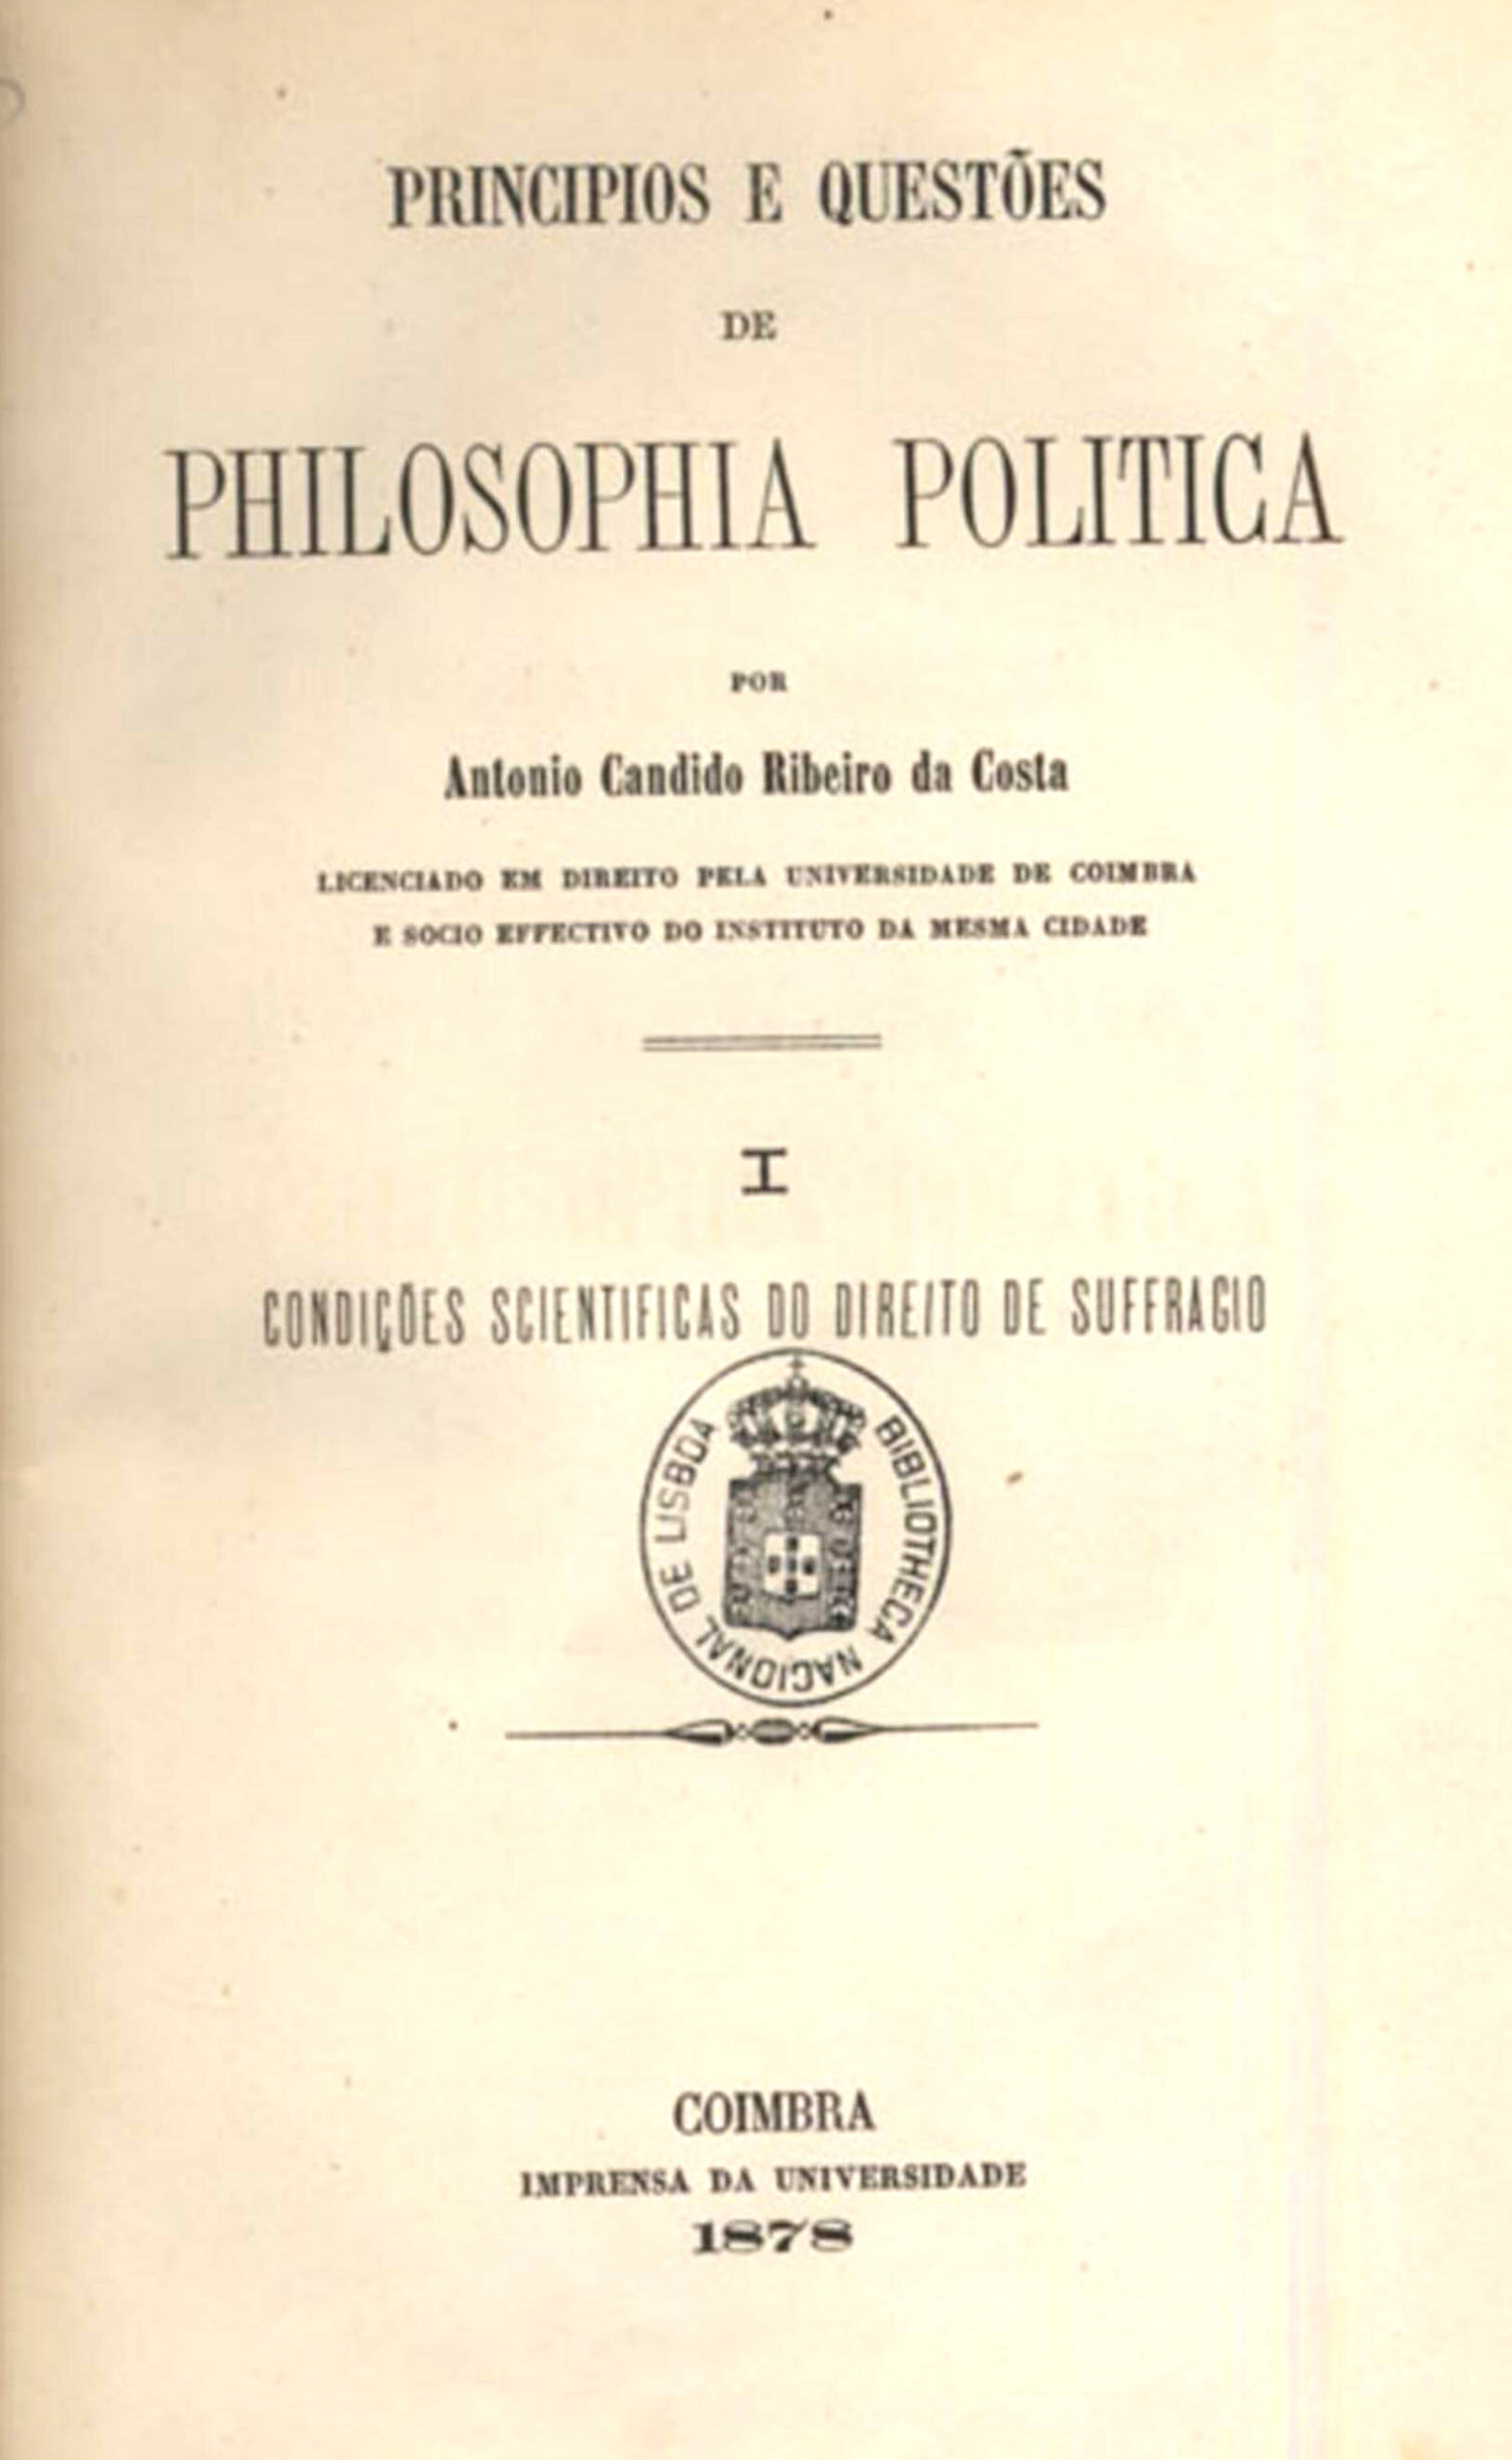 PRINCIPIOS E QUESTÕES
DE
PHILOSOPHIA POLITICA
POR
Antonio Candido Ribeiro da Costa
LICENCIADO EM DIREITO PELA UNIVERSIDADE DE COIMBRA
E SOCIO EFFECTIVO DO INSTITUTO DA MESMA CIDADE
I
CONDIÇÕES SCIENTIFICAS DO DIREITO DE SUFFRAGIO
BIBLIOTHECA NACIONAL DE LISBOA
COIMBRA
IMPRENSA DA UNIVERSIDADE
1878